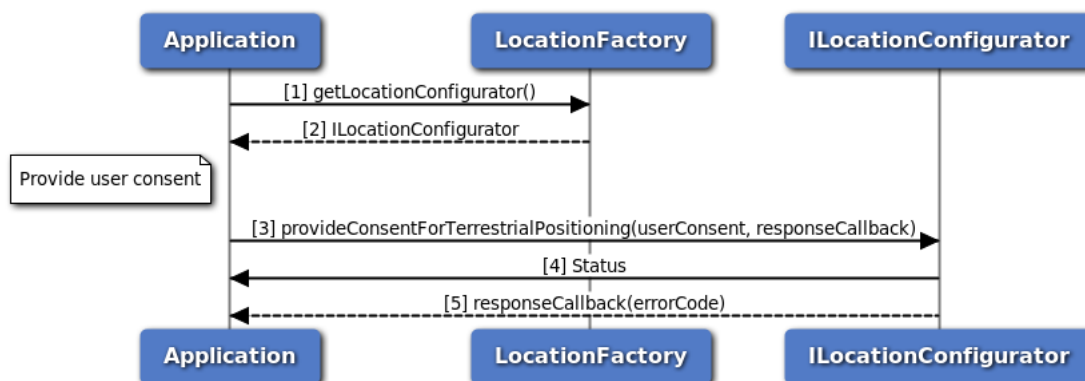 Application
LocationFactory
ILocationConfigurator
[1] getLocationConfigurator()
[2] ILocationConfigurator
Provide user consent
[3] provideConsentForTerrestrialPositioning(userConsent, responseCallback)
[4] Status
[5] responseCallback(errorCode)
Application
LocationFactory
ILocationConfigurator